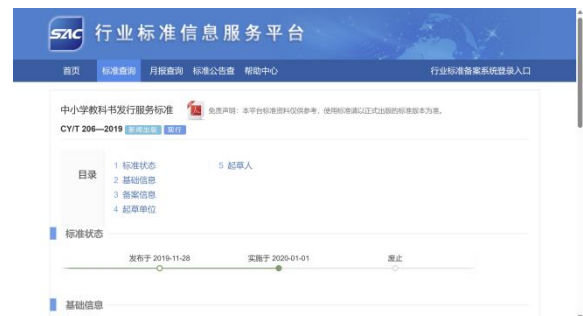 SZAC 行业标准信息服务平台
首页 标准查询 月报查询 标准公告查 帮助中心 行业标准备案系统登录入口
中小学教科书发行服务标准 免责声明：本平台标准资料仅供参考，使用标准请以正式出版的标准版本为准。
CY/T 206—2019 新闻出版 现行
目录
1 标准状态 5 起草人
2 基础信息
3 备案信息
4 起草单位
标准状态
发布于 2019-11-28 实施于 2020-01-01 废止
基础信息